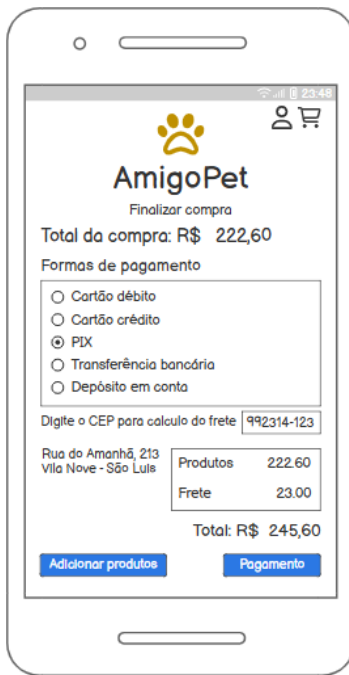 23:48
AmigoPet
Finalizar compra
Total da compra: R$ 222,60
Formas de pagamento
Cartão débito
Cartão crédito
PIX
Transferência bancária
Depósito em conta
Digite o CEP para calculo do frete 992314-123
Rua do Amanhã, 213
Vila Nove - São Luis
Produtos 222.60
Frete 23.00
Total: R$ 245,60
Adicionar produtos Pagamento